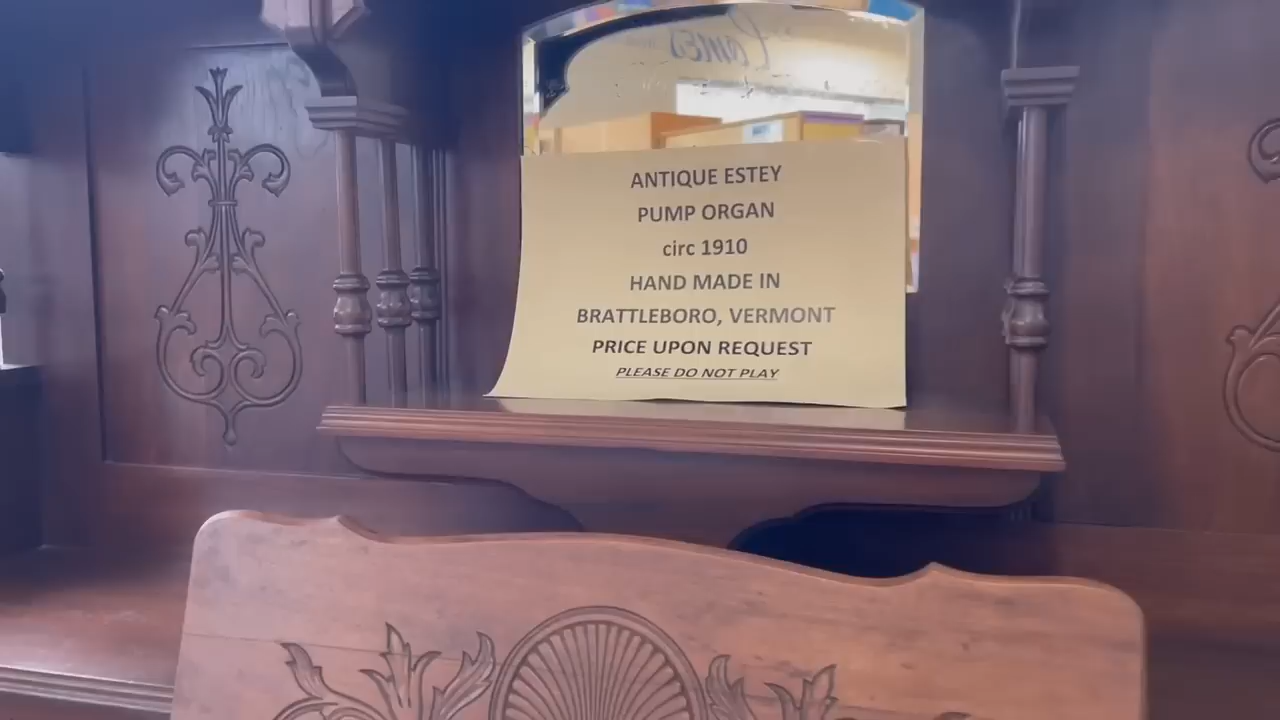 ANTIQUE ESTEY
PUMP ORGAN
circ 1910
HAND MADE IN
BRATTLEBORO, VERMONT
PRICE UPON REQUEST
PLEASE DO NOT PLAY